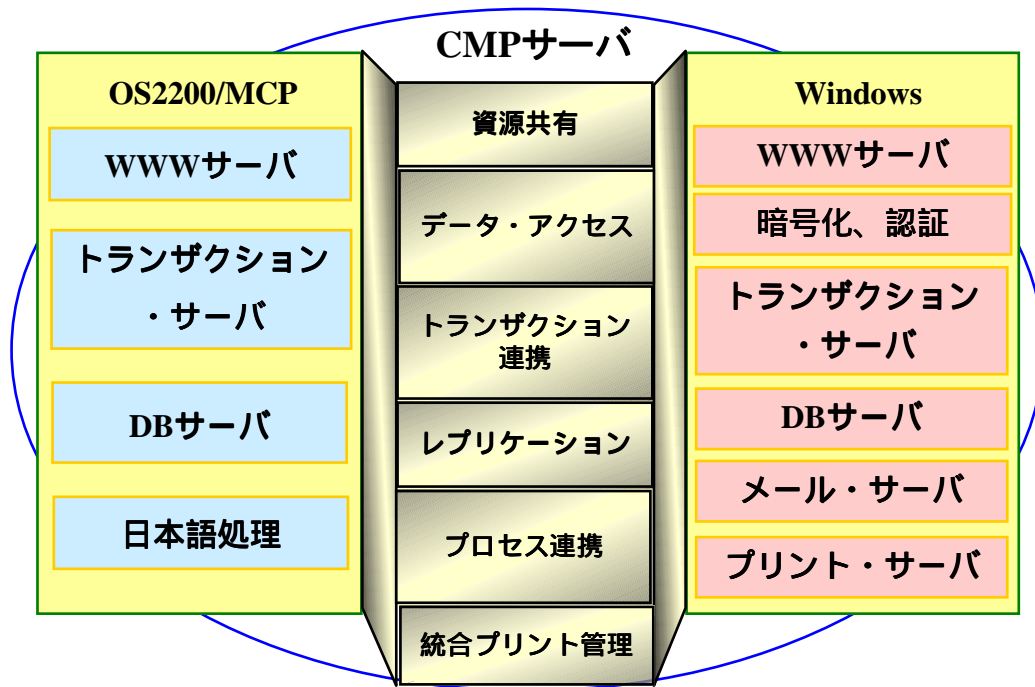 CMPサーバ
OS2200/MCP
WWWサーバ
トランザクション
・サーバ
DBサーバ
日本語処理
資源共有
データ・アクセス
トランザクション
連携
レプリケーション
プロセス連携
統合プリント管理
Windows
WWWサーバ
暗号化、認証
トランザクション
・サーバ
DBサーバ
メール・サーバ
プリント・サーバ